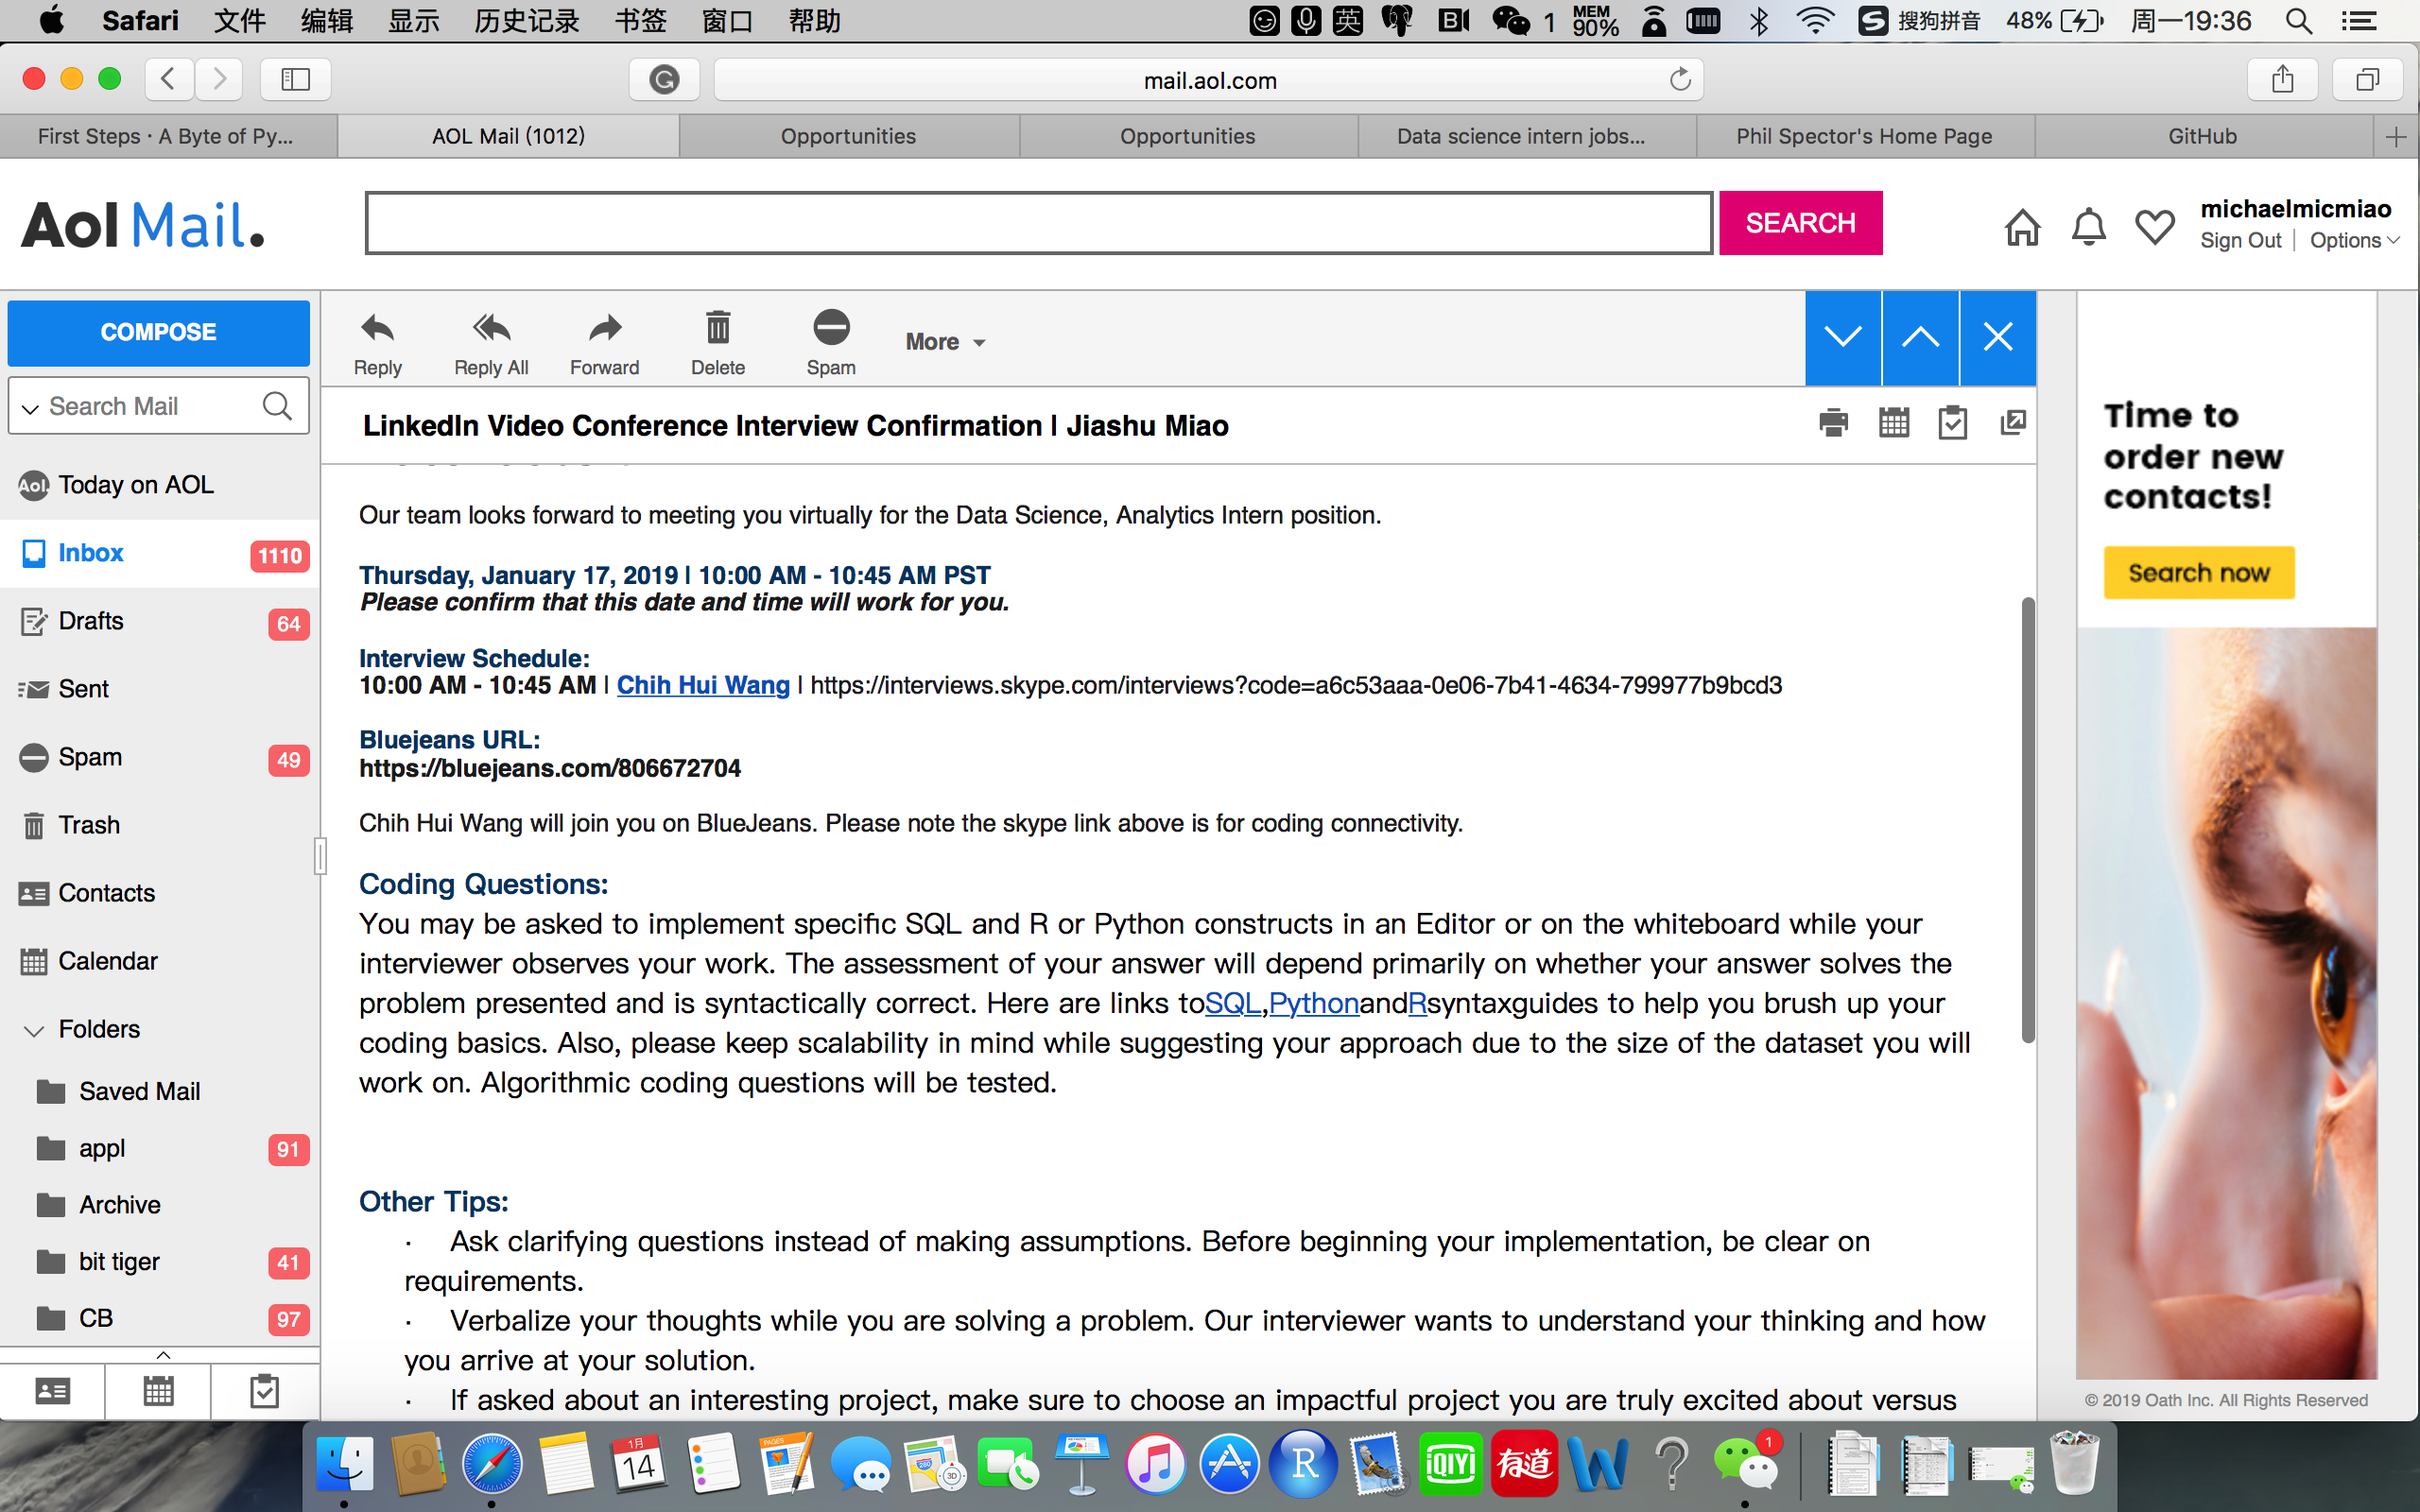 Safari 文件 编辑 显示 历史记录 书签 窗口 帮助 英 1 MEM 90% 搜狗拼音 48% 周一19:36
mail.aol.com
First Steps · A Byte of Py... AOL Mail (1012) Opportunities Opportunities Data science intern jobs... Phil Spector's Home Page GitHub
Aol Mail. SEARCH michaelmicmiao
Sign Out Options
COMPOSE
Search Mail
Today on AOL
Inbox 1110
Drafts 64
Sent
Spam 49
Trash
Contacts
Calendar
Folders
Saved Mail
appl 91
Archive
bit tiger 41
CB 97
Reply Reply All Forward Delete Spam More
LinkedIn Video Conference Interview Confirmation | Jiashu Miao
Our team looks forward to meeting you virtually for the Data Science, Analytics Intern position.
Thursday, January 17, 2019 | 10:00 AM - 10:45 AM PST
Please confirm that this date and time will work for you.
Interview Schedule:
10:00 AM - 10:45 AM | Chih Hui Wang | https://interviews.skype.com/interviews?code=a6c53aaa-0e06-7b41-4634-799977b9bcd3
Bluejeans URL:
https://bluejeans.com/806672704
Chih Hui Wang will join you on BlueJeans. Please note the skype link above is for coding connectivity.
Coding Questions:
You may be asked to implement specific SQL and R or Python constructs in an Editor or on the whiteboard while your
interviewer observes your work. The assessment of your answer will depend primarily on whether your answer solves the
problem presented and is syntactically correct. Here are links toSQL,PythonandRsyntaxguides to help you brush up your
coding basics. Also, please keep scalability in mind while suggesting your approach due to the size of the dataset you will
work on. Algorithmic coding questions will be tested.
Other Tips:
· Ask clarifying questions instead of making assumptions. Before beginning your implementation, be clear on
requirements.
· Verbalize your thoughts while you are solving a problem. Our interviewer wants to understand your thinking and how
you arrive at your solution.
· If asked about an interesting project, make sure to choose an impactful project you are truly excited about versus
Time to
order new
contacts!
Search now
© 2019 Oath Inc. All Rights Reserved
1月
14
PAGES
280
3D
R
iQIYI
有道
W
?
1